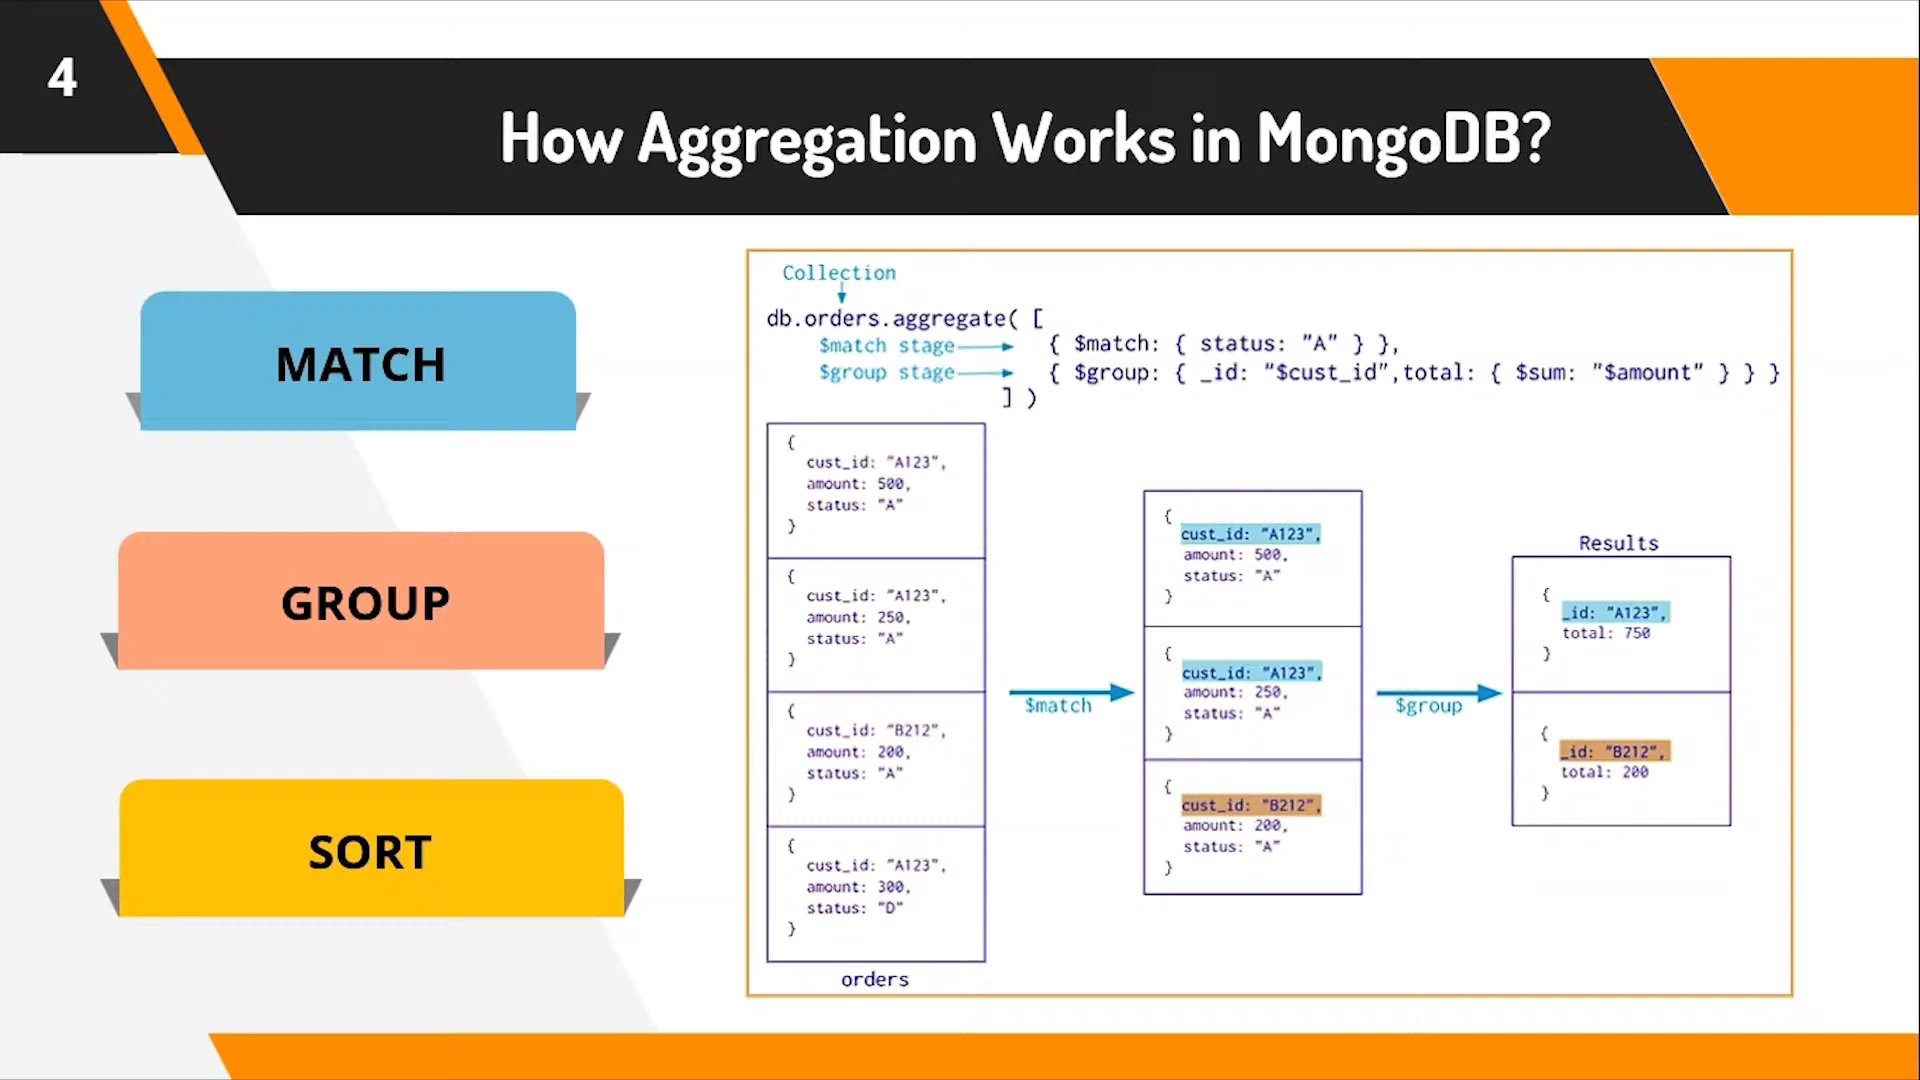 4
How Aggregation Works in MongoDB?
MATCH
GROUP
SORT
Collection
db.orders.aggregate( [
$match stage { $match: { status: "A" } },
$group stage { $group: { _id: "$cust_id",total: { $sum: "$amount" } } }
] )
{
cust_id: "A123",
amount: 500,
status: "A"
}
{
cust_id: "A123",
amount: 250,
status: "A"
}
{
cust_id: "B212",
amount: 200,
status: "A"
}
{
cust_id: "A123",
amount: 300,
status: "D"
}
orders
$match
{
cust_id: "A123",
amount: 500,
status: "A"
}
{
cust_id: "A123",
amount: 250,
status: "A"
}
{
cust_id: "B212",
amount: 200,
status: "A"
}
$group
Results
{
_id: "A123",
total: 750
}
{
_id: "B212",
total: 200
}